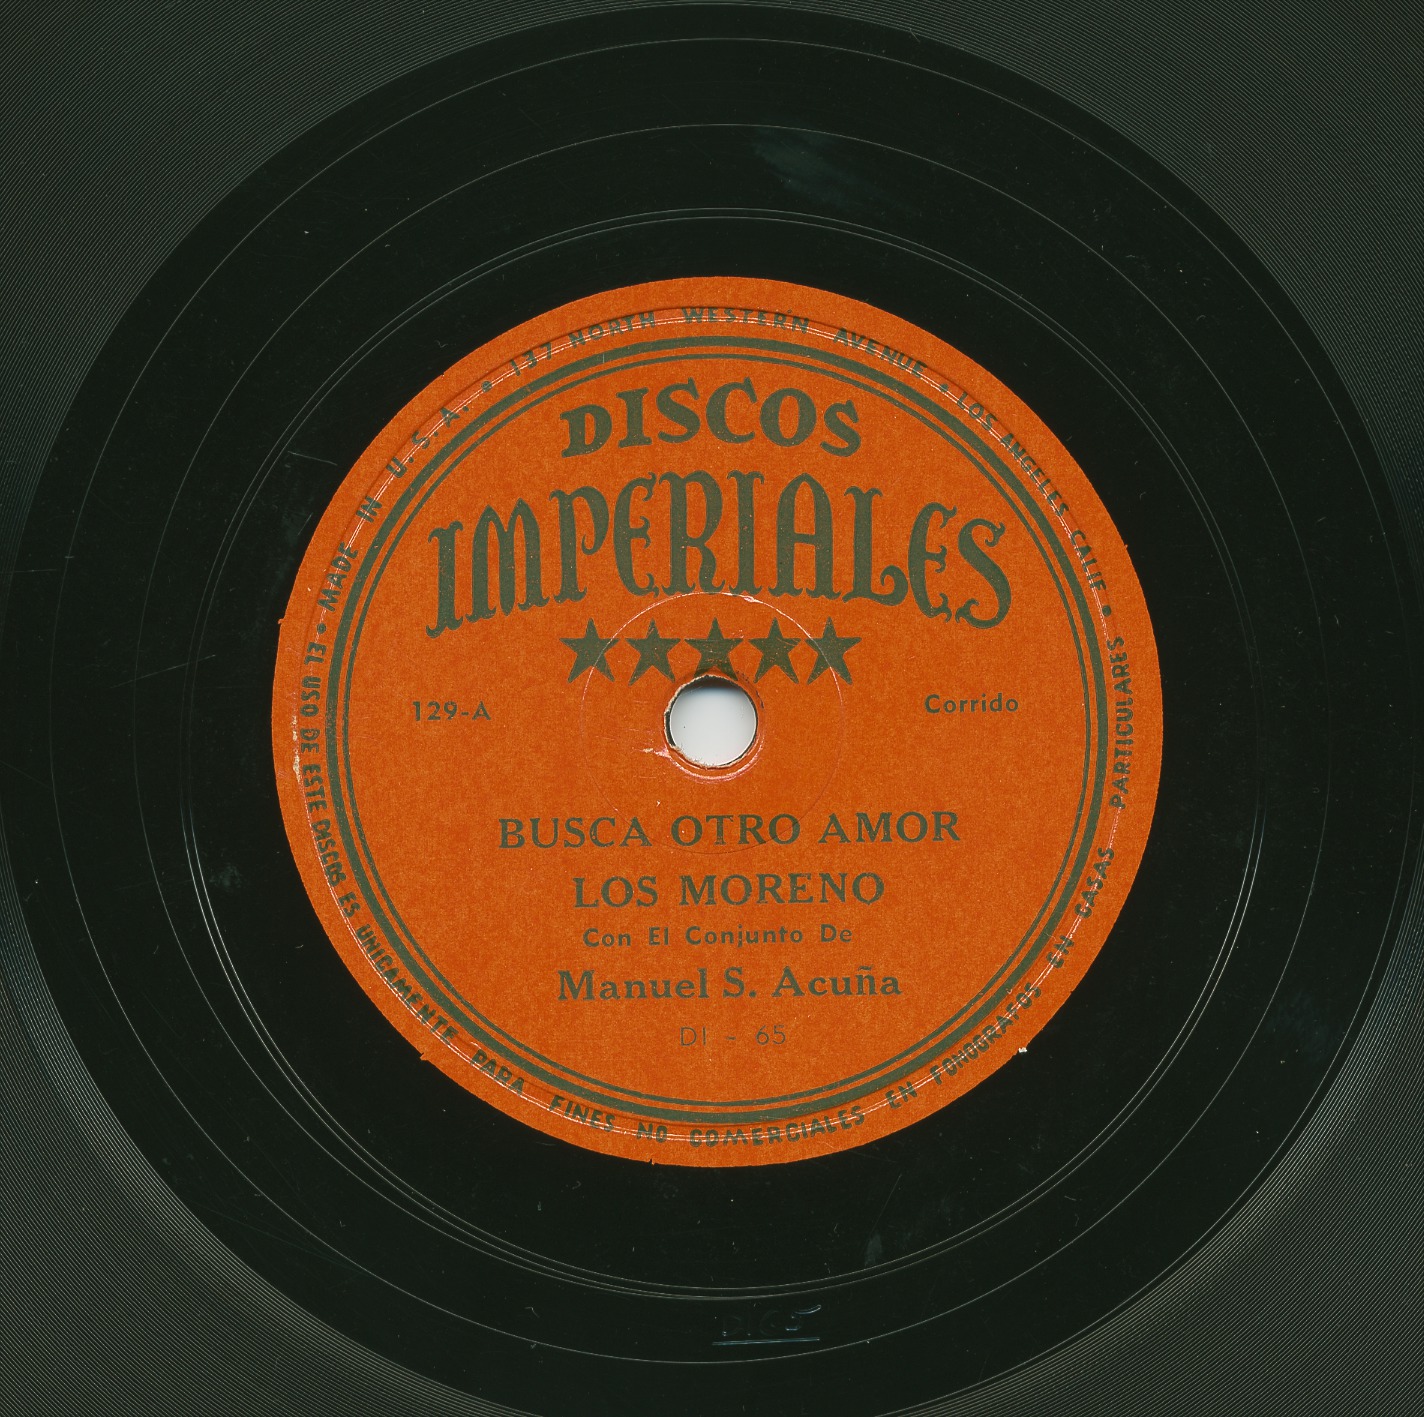 MADE IN U.S.A. • 137 NORTH WESTERN AVENUE • LOS ANGELES, CALIF. •
DISCOS
IMPERIALES
129-A
Corrido
BUSCA OTRO AMOR
LOS MORENO
Con El Conjunto De
Manuel S. Acuña
DI - 65
• EL USO DE ESTE DISCOS ES UNICAMENTE PARA FINES NO COMERCIALES EN FONOGRAFOS EN CASAS PARTICULARES